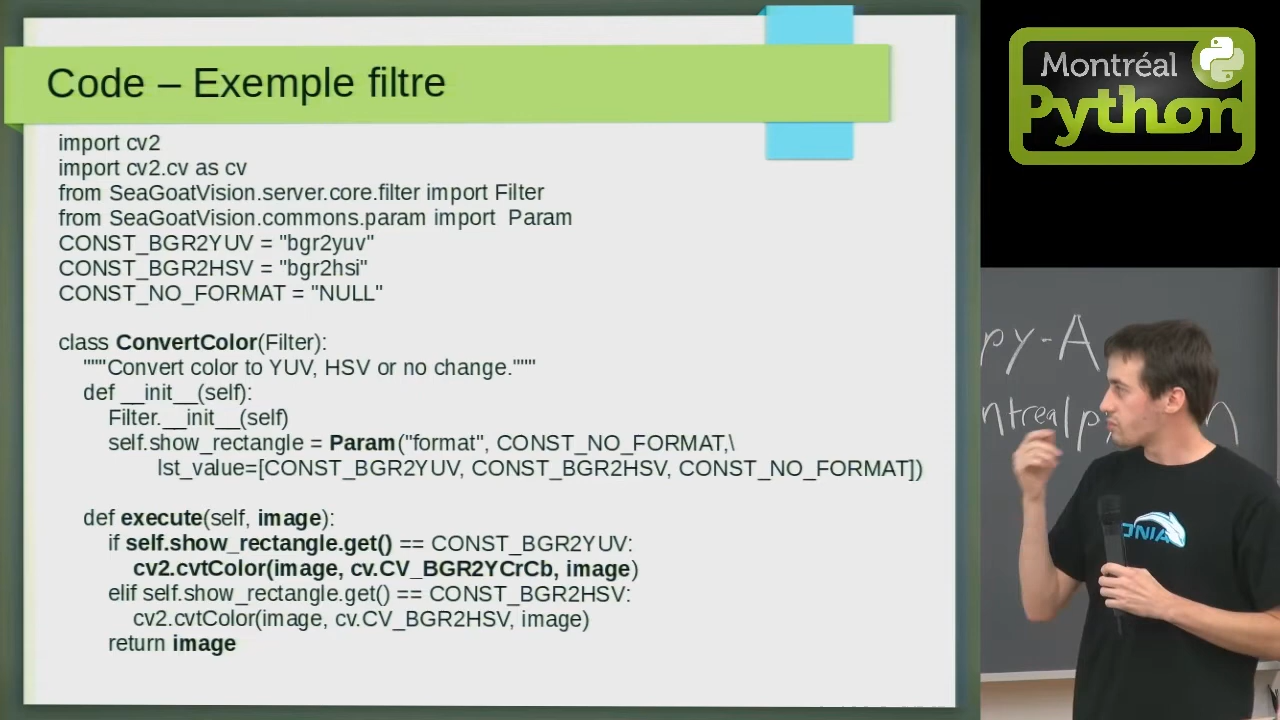 Code – Exemple filtre
import cv2
import cv2.cv as cv
from SeaGoatVision.server.core.filter import Filter
from SeaGoatVision.commons.param import  Param
CONST_BGR2YUV = "bgr2yuv"
CONST_BGR2HSV = "bgr2hsi"
CONST_NO_FORMAT = "NULL"
class ConvertColor(Filter):
"""Convert color to YUV, HSV or no change."""
def __init__(self):
Filter.__init__(self)
self.show_rectangle = Param("format", CONST_NO_FORMAT,\
lst_value=[CONST_BGR2YUV, CONST_BGR2HSV, CONST_NO_FORMAT])
def execute(self, image):
if self.show_rectangle.get() == CONST_BGR2YUV:
cv2.cvtColor(image, cv.CV_BGR2YCrCb, image)
elif self.show_rectangle.get() == CONST_BGR2HSV:
cv2.cvtColor(image, cv.CV_BGR2HSV, image)
return image
Montréal
Python
py-A
ntrealpy
n
ONIA